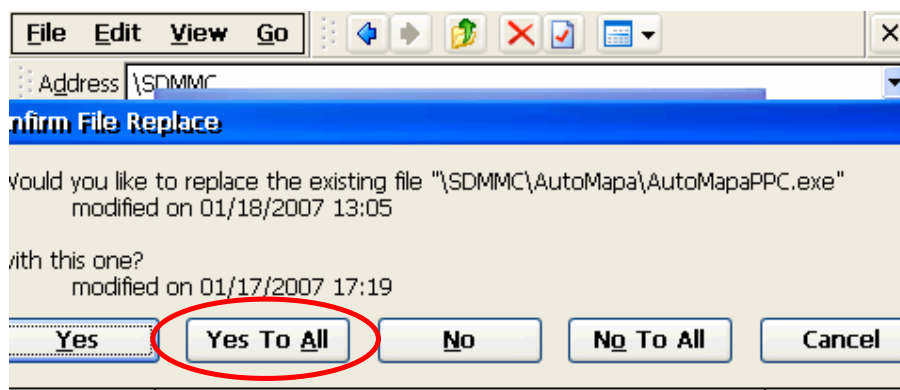 File Edit View Go
Address \SDMMC
nfirm File Replace
Would you like to replace the existing file "\SDMMC\AutoMapa\AutoMapaPPC.exe"
modified on 01/18/2007 13:05
with this one?
modified on 01/17/2007 17:19
Yes Yes To All No No To All Cancel